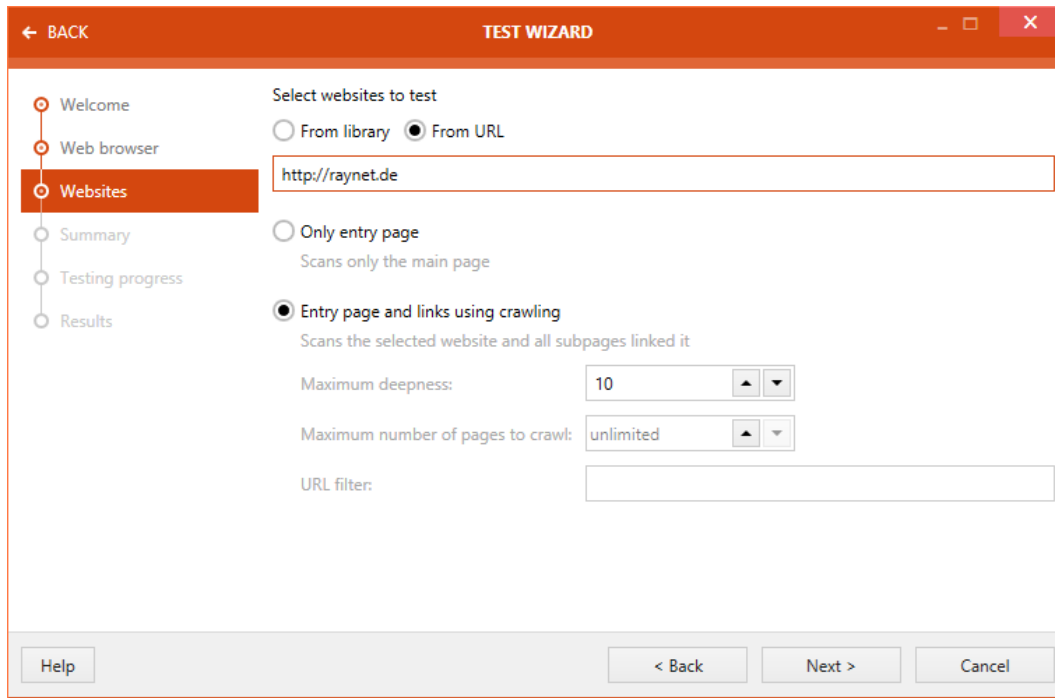 BACK
TEST WIZARD
Welcome
Web browser
Websites
Summary
Testing progress
Results
Select websites to test
From library From URL
http://raynet.de
Only entry page
Scans only the main page
Entry page and links using crawling
Scans the selected website and all subpages linked it
Maximum deepness: 10
Maximum number of pages to crawl: unlimited
URL filter:
Help < Back Next > Cancel